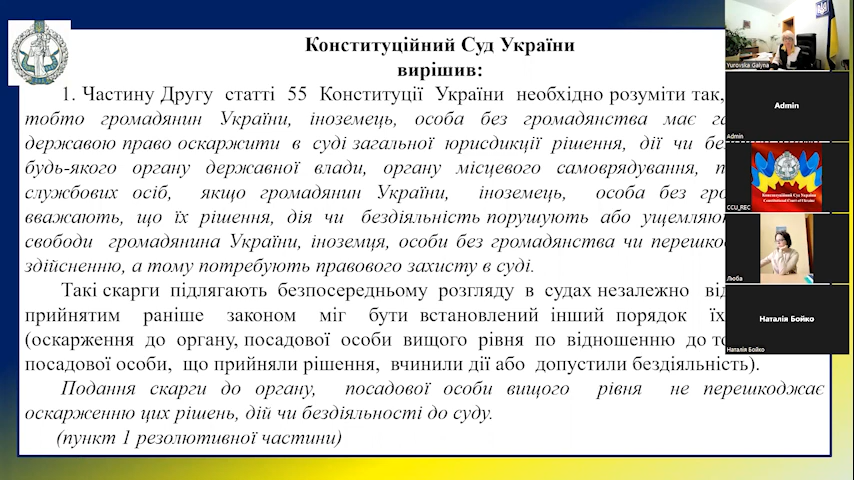 Конституційний Суд України
вирішив:
1. Частину Другу статті 55 Конституції України необхідно розуміти так,
тобто громадянин України, іноземець, особа без громадянства має
державою право оскаржити в суді загальної юрисдикції рішення, дії чи
будь-якого органу державної влади, органу місцевого самоврядування,
службових осіб, якщо громадянин України, іноземець, особа без
вважають, що їх рішення, дія чи бездіяльність порушують або
свободи громадянина України, іноземця, особи без громадянства чи
здійсненню, а тому потребують правового захисту в суді.
Такі скарги підлягають безпосередньому розгляду в судах незалежно
прийнятим раніше законом міг бути встановлений інший порядок їх
(оскарження до органу, посадової особи вищого рівня по відношенню до
посадової особи, що прийняли рішення, вчинили дії або допустили бездіяльність).
Подання скарги до органу, посадової особи вищого рівня не перешкоджає
оскарженню цих рішень, дій чи бездіяльності до суду.
(пункт 1 резолютивної частини)
Yurovska Galyna
Admin
Admin
Конституційний Суд України
Constitutional Court of Ukraine
CCU_REC
Люба
Наталія Бойко
Наталія Бойко